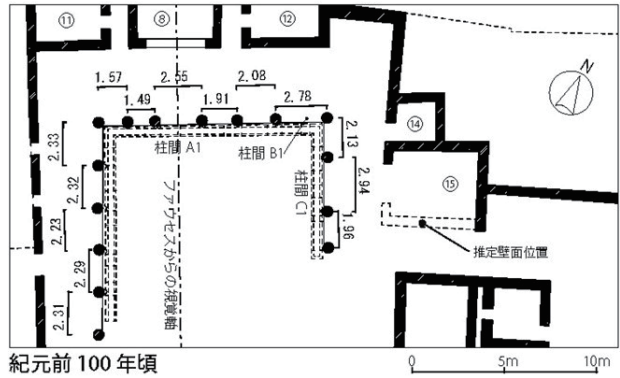 ⑪
⑧
⑫
1.57
2.55
2.08
1.49
1.91
2.78
N
柱間 A1
柱間 B1
柱間 C1
2.33
2.32
2.23
2.29
2.31
2.13
2.94
1.96
⑭
⑮
ファウセスからの視覚軸
推定壁面位置
紀元前 100 年頃
0 5m 10m